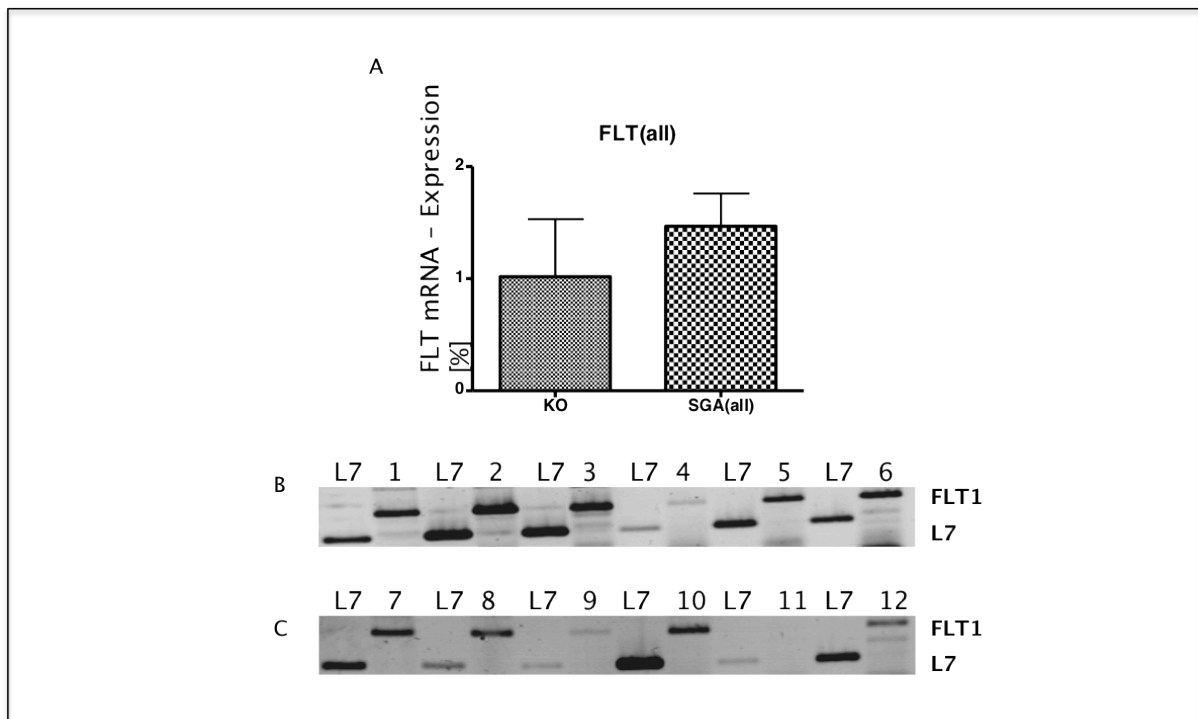 A
FLT(all)
FLT mRNA – Expression
[%]
2
1
0
KO SGA(all)
B
L7 1 L7 2 L7 3 L7 4 L7 5 L7 6
FLT1
L7
C
L7 7 L7 8 L7 9 L7 10 L7 11 L7 12
FLT1
L7